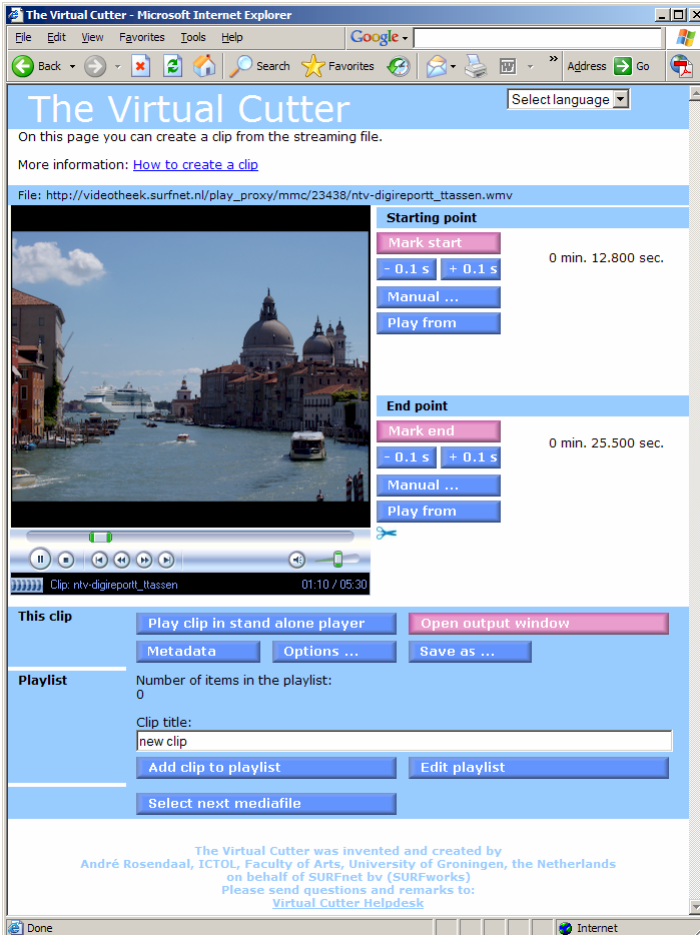 The Virtual Cutter - Microsoft Internet Explorer
File Edit View Favorites Tools Help Google
Back Search Favorites » Address Go
The Virtual Cutter Select language
On this page you can create a clip from the streaming file.
More information: How to create a clip
File: http://videotheek.surfnet.nl/play_proxy/mmc/23438/ntv-digireportt_ttassen.wmv
Starting point
Mark start
0 min. 12.800 sec.
- 0.1 s + 0.1 s
Manual ...
Play from
End point
Mark end
0 min. 25.500 sec.
- 0.1 s + 0.1 s
Manual ...
Play from
Clip: ntv-digireportt_ttassen 01:10 / 05:30
This clip
Play clip in stand alone player Open output window
Metadata Options ... Save as ...
Playlist
Number of items in the playlist:
0
Clip title:
new clip
Add clip to playlist Edit playlist
Select next mediafile
The Virtual Cutter was invented and created by
André Rosendaal, ICTOL, Faculty of Arts, University of Groningen, the Netherlands
on behalf of SURFnet bv (SURFworks)
Please send questions and remarks to:
Virtual Cutter Helpdesk
Done Internet